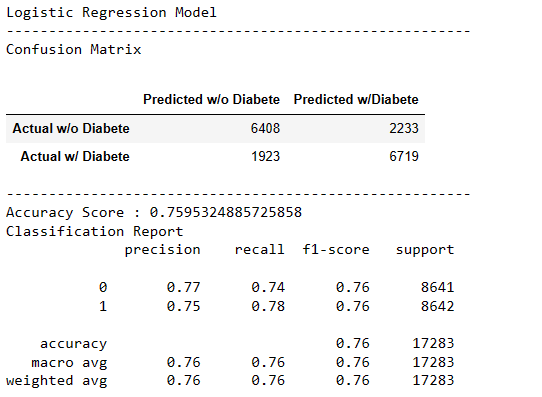 Logistic Regression Model
-------------------------------------------------------
Confusion Matrix
Predicted w/o Diabete Predicted w/Diabete
Actual w/o Diabete 6408 2233
Actual w/ Diabete 1923 6719
-------------------------------------------------------
Accuracy Score : 0.7595324885725858
Classification Report
precision recall f1-score support
0 0.77 0.74 0.76 8641
1 0.75 0.78 0.76 8642
accuracy 0.76 17283
macro avg 0.76 0.76 0.76 17283
weighted avg 0.76 0.76 0.76 17283